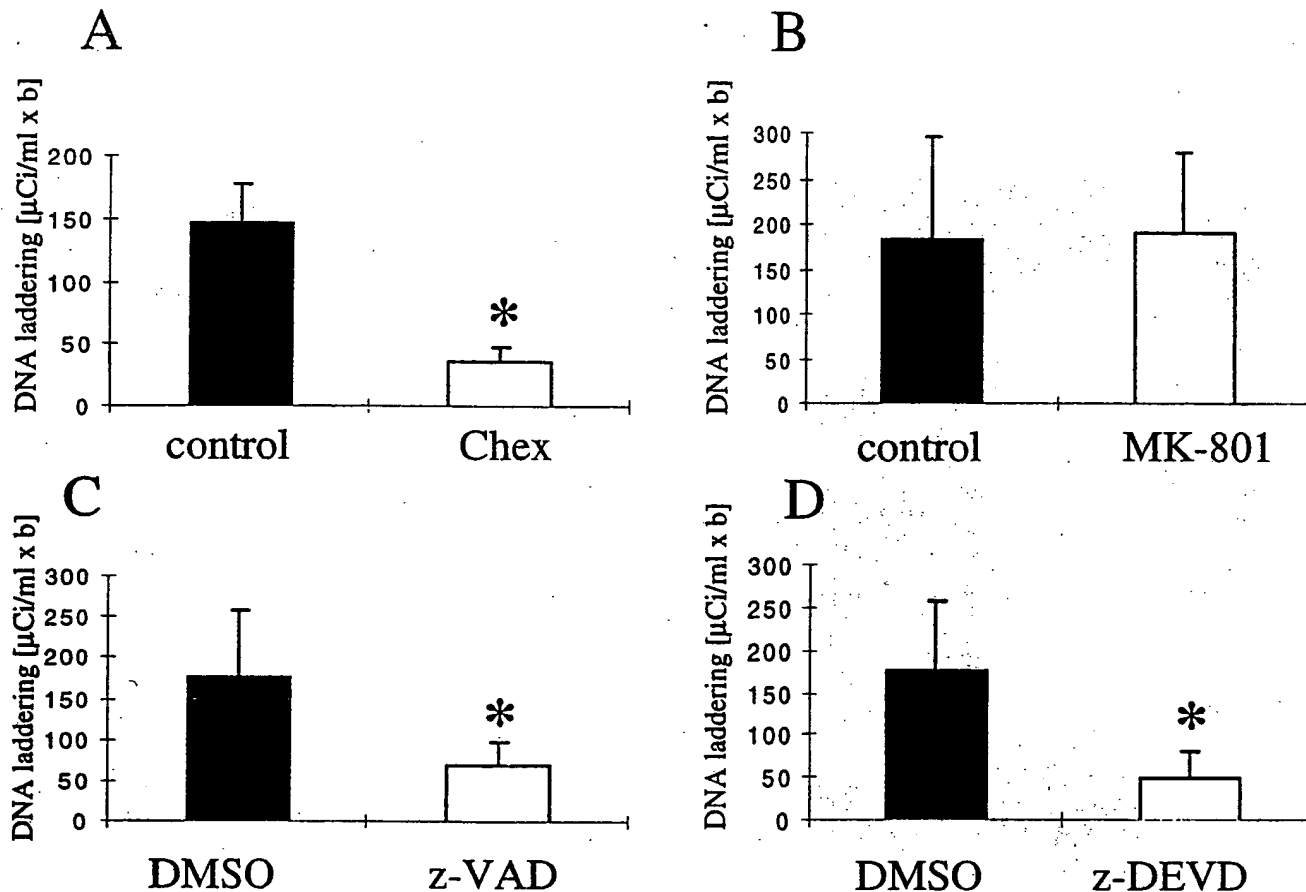 A
DNA laddering [µCi/ml x b]
200
150
100
50
0
*
control Chex
B
DNA laddering [µCi/ml x b]
300
250
200
150
100
50
0
control MK-801
C
DNA laddering [µCi/ml x b]
300
250
200
150
100
50
0
*
DMSO z-VAD
D
DNA laddering [µCi/ml x b]
300
250
200
150
100
50
0
*
DMSO z-DEVD